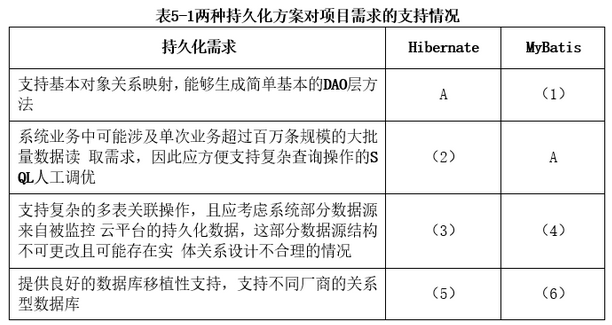 表5-1两种持久化方案对项目需求的支持情况
持久化需求 Hibernate MyBatis
支持基本对象关系映射,能够生成简单基本的DAO层方
法 A （1）
系统业务中可能涉及单次业务超过百万条规模的大批
量数据读 取需求，因此应方便支持复杂查询操作的S
QL人工调优 （2） A
支持复杂的多表关联操作，且应考虑系统部分数据源
来自被监控 云平台的持久化数据，这部分数据源结构
不可更改且可能存在实 体关系设计不合理的情况 （3） （4）
提供良好的数据库移植性支持，支持不同厂商的关系
型数据库 （5） （6）